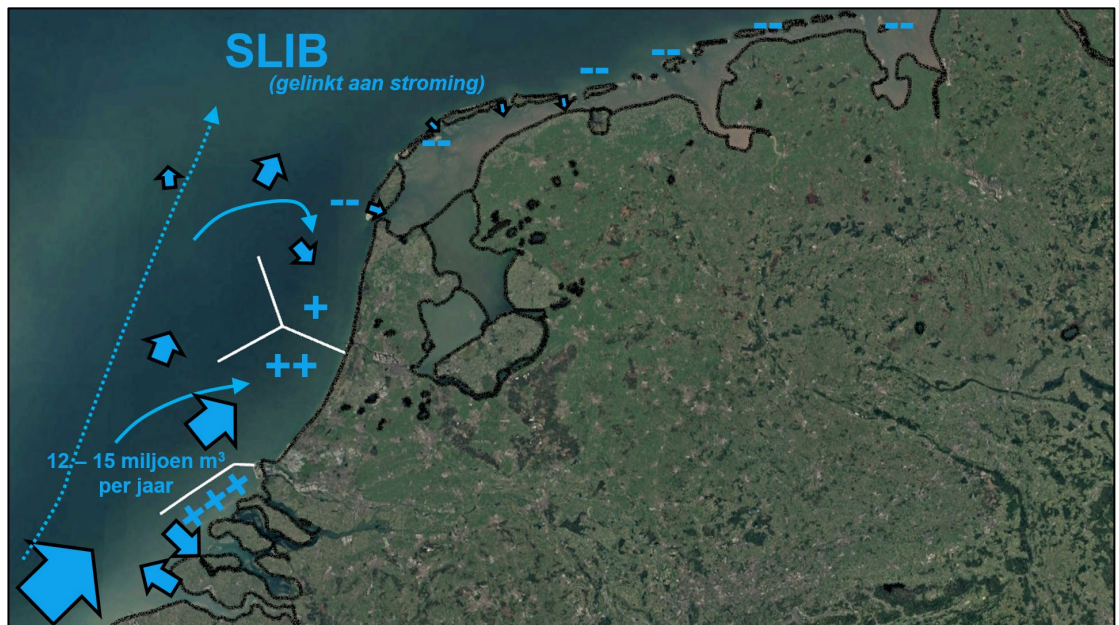 SLIB
(gelinkt aan stroming)
--
--
--
--
--
--
+
++
12 – 15 miljoen m³
per jaar
+++